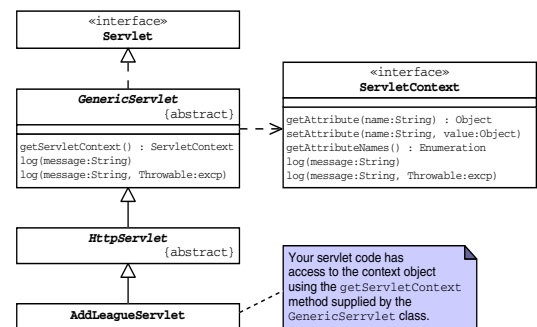 «interface»
Servlet
GenericServlet
{abstract}
getServletContext() : ServletContext
log(message:String)
log(message:String, Throwable:excp)
«interface»
ServletContext
getAttribute(name:String) : Object
setAttribute(name:String, value:Object)
getAttributeNames() : Enumeration
log(message:String)
log(message:String, Throwable:excp)
HttpServlet
{abstract}
AddLeagueServlet
Your servlet code has
access to the context object
using the getServletContext
method supplied by the
GenericSerrvlet class.